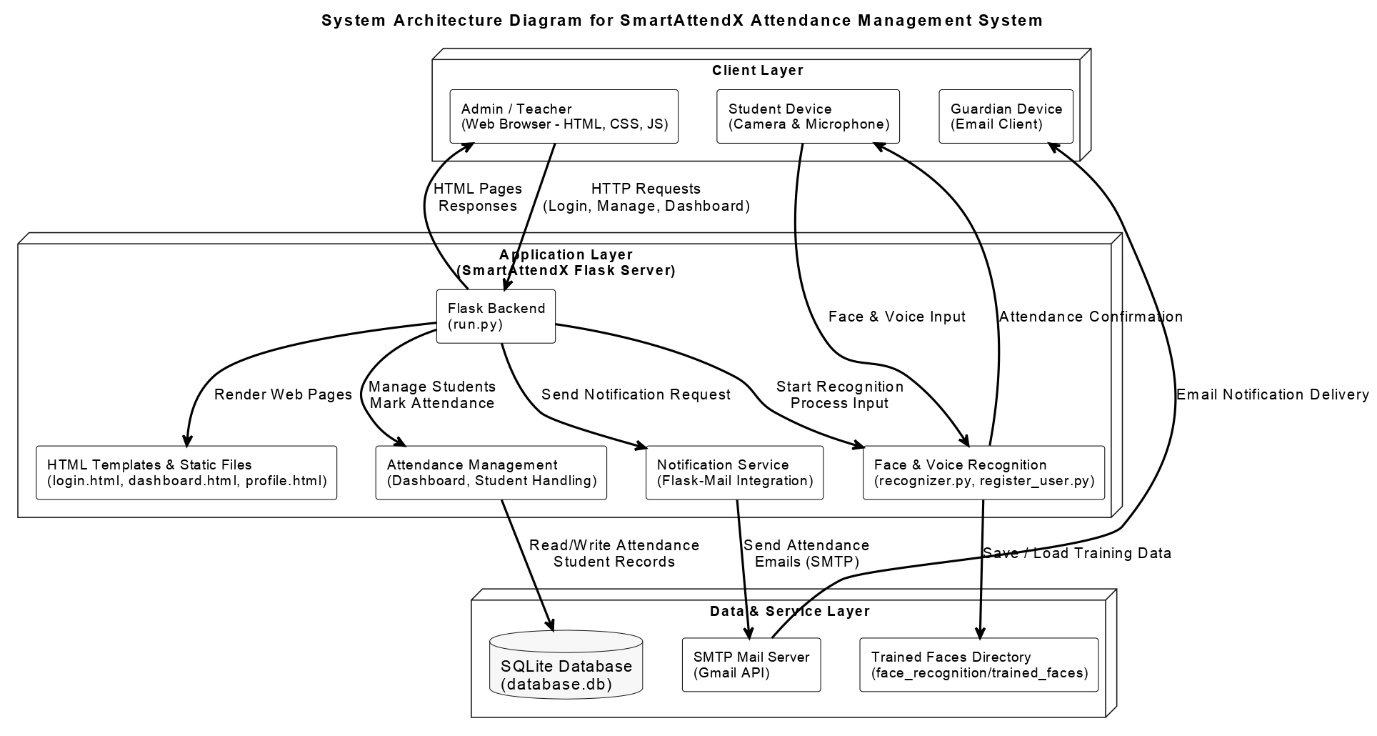 System Architecture Diagram for SmartAttendX Attendance Management System
Client Layer
Admin / Teacher
(Web Browser - HTML, CSS, JS)
Student Device
(Camera & Microphone)
Guardian Device
(Email Client)
HTML Pages
Responses
HTTP Requests
(Login, Manage, Dashboard)
Application Layer
(SmartAttendX Flask Server)
Flask Backend
(run.py)
Face & Voice Input
Attendance Confirmation
Render Web Pages
Manage Students
Mark Attendance
Send Notification Request
Start Recognition
Process Input
Email Notification Delivery
HTML Templates & Static Files
(login.html, dashboard.html, profile.html)
Attendance Management
(Dashboard, Student Handling)
Notification Service
(Flask-Mail Integration)
Face & Voice Recognition
(recognizer.py, register_user.py)
Read/Write Attendance
Student Records
Send Attendance
Emails (SMTP)
Save / Load Training Data
Data & Service Layer
SQLite Database
(database.db)
SMTP Mail Server
(Gmail API)
Trained Faces Directory
(face_recognition/trained_faces)